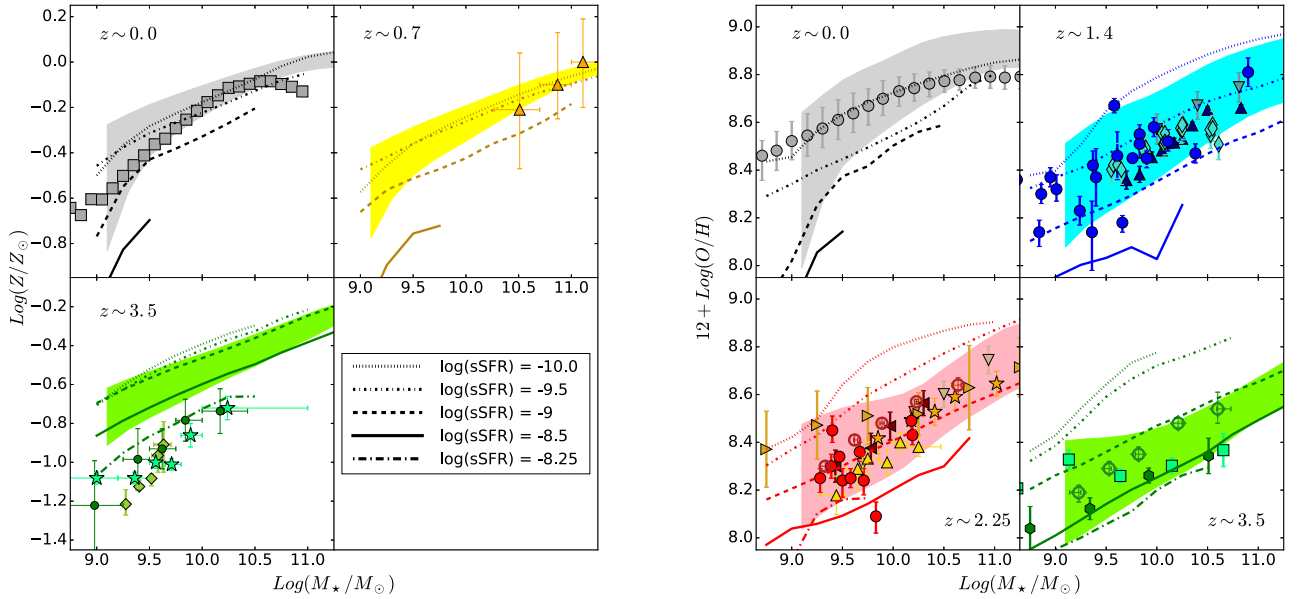 z ∼ 0.0
z ∼ 0.7
0.2
0.0
−0.2
−0.4
−0.6
−0.8
Log(Z/Z⊙)
9.0 9.5 10.0 10.5 11.0
z ∼ 3.5
−0.2
−0.4
−0.6
−0.8
−1.0
−1.2
−1.4
9.0 9.5 10.0 10.5 11.0
Log(M⋆/M⊙)
log(sSFR) = -10.0
log(sSFR) = -9.5
log(sSFR) = -9
log(sSFR) = -8.5
log(sSFR) = -8.25
z ∼ 0.0
z ∼ 1.4
9.0
8.8
8.6
8.4
8.2
8.0
12 + Log(O/H)
z ∼ 2.25
z ∼ 3.5
9.0
8.8
8.6
8.4
8.2
8.0
9.0 9.5 10.0 10.5 11.0
9.0 9.5 10.0 10.5 11.0
Log(M⋆/M⊙)